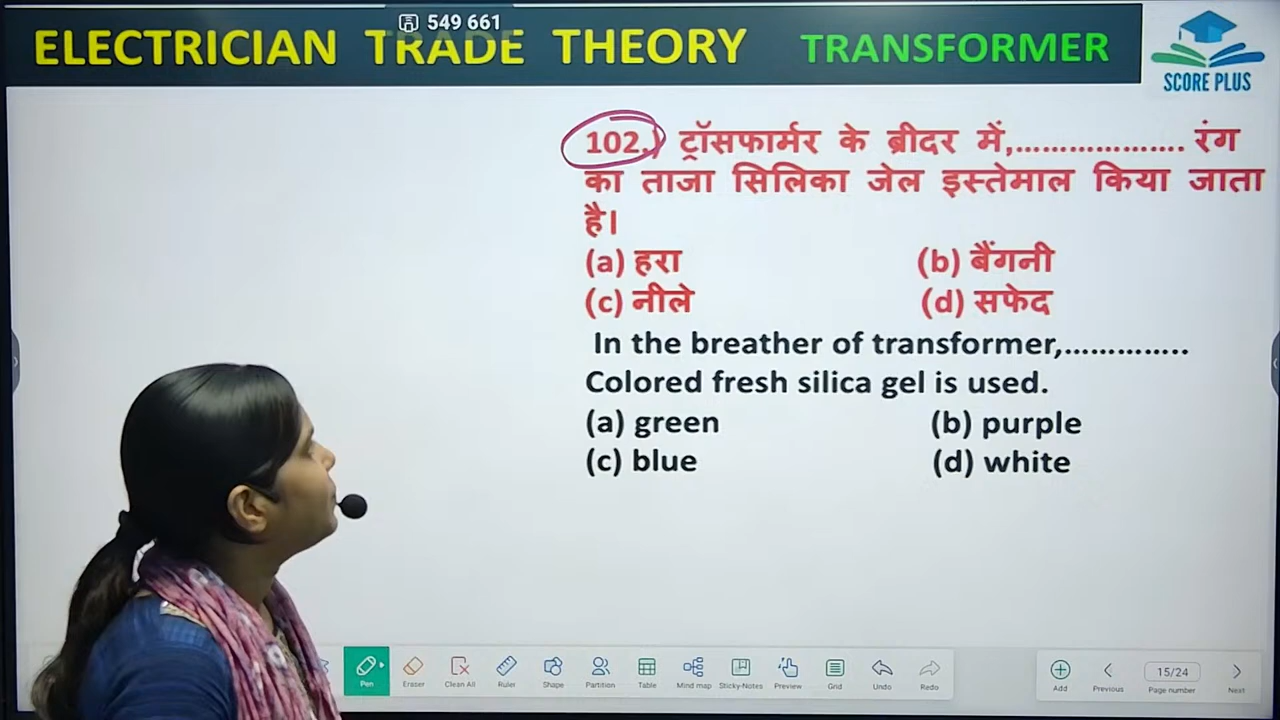 549 661
ELECTRICIAN TRADE THEORY TRANSFORMER
SCORE PLUS
102.) ट्रॉसफार्मर के ब्रीदर में,.................. रंग
का ताजा सिलिका जेल इस्तेमाल किया जाता
है।
(a) हरा (b) बैंगनी
(c) नीले (d) सफेद
In the breather of transformer,..............
Colored fresh silica gel is used.
(a) green (b) purple
(c) blue (d) white
Pen Eraser Clean All Ruler Shape Partition Table Mind map Sticky-Notes Preview Grid Undo Redo Add Previous 15/24 Page number Next